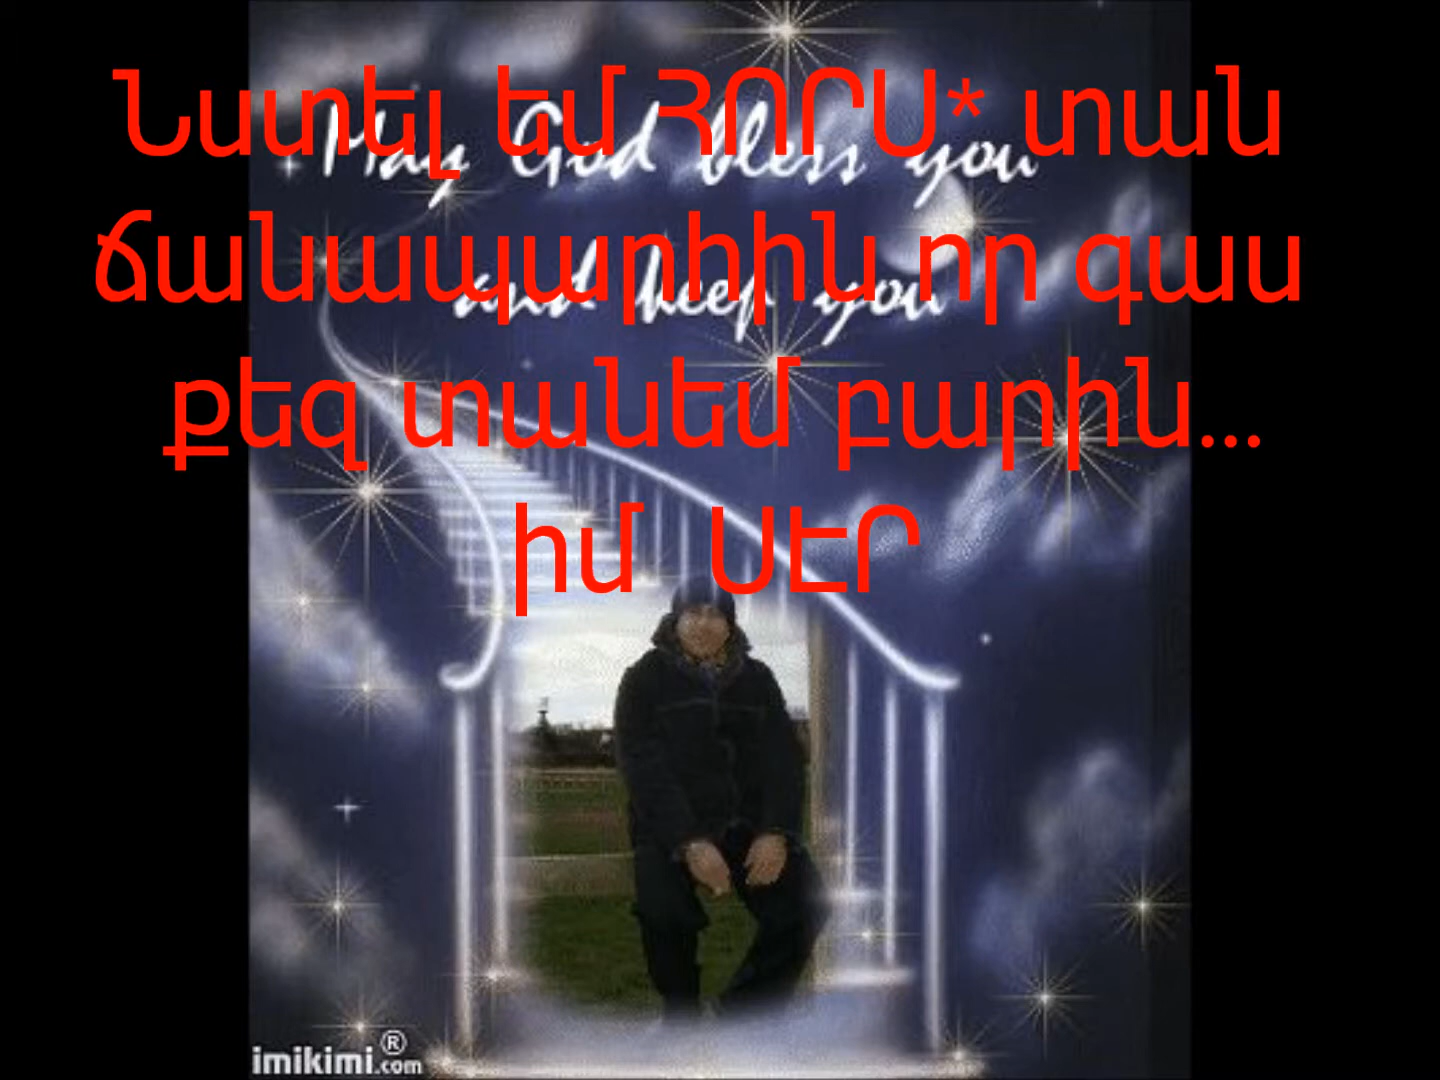 Նստել եմ ՀՈՐՍ* տան
May God bless you
ճանապարհին որ գաս
and keep you
քեզ տանեմ բարին...
իմ ՍԷՐ
imikimi.com®